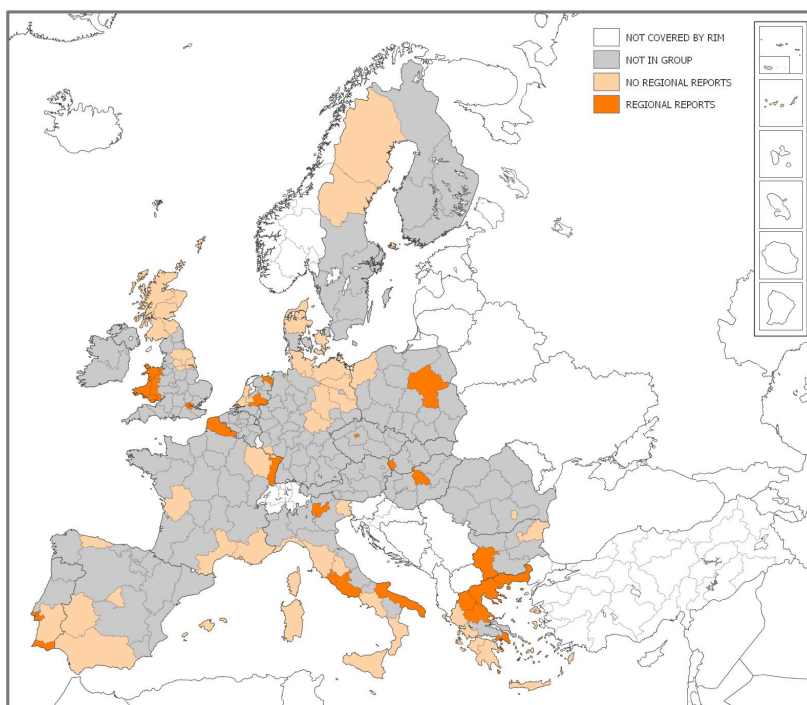 NOT COVERED BY RIM
NOT IN GROUP
NO REGIONAL REPORTS
REGIONAL REPORTS